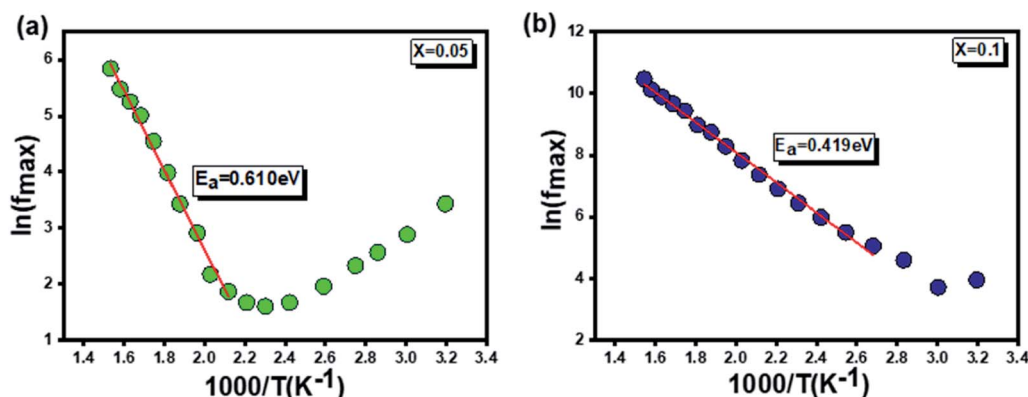 (a)
X=0.05
Ea=0.610eV
ln(fmax)
6
5
4
3
2
1
1.4 1.6 1.8 2.0 2.2 2.4 2.6 2.8 3.0 3.2 3.4
1000/T(K-1)
(b)
X=0.1
Ea=0.419eV
ln(fmax)
12
10
8
6
4
2
1.4 1.6 1.8 2.0 2.2 2.4 2.6 2.8 3.0 3.2 3.4
1000/T(K-1)